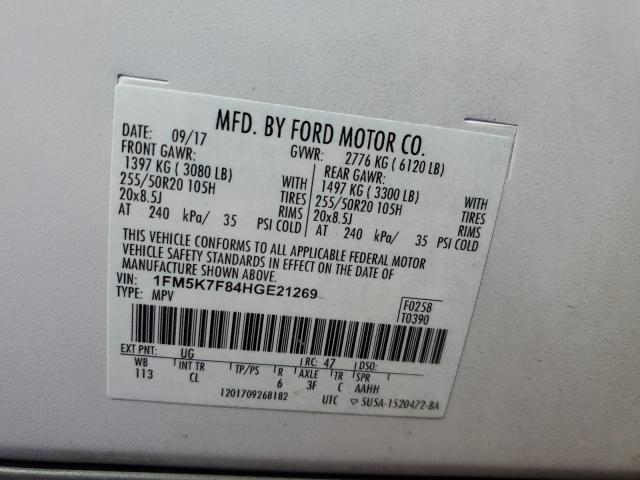 MFD. BY FORD MOTOR CO.
DATE: 09/17 GVWR: 2776 KG ( 6120 LB)
FRONT GAWR: REAR GAWR:
1397 KG ( 3080 LB) WITH 1497 KG ( 3300 LB) WITH
255/50R20 105H TIRES 255/50R20 105H TIRES
20x8.5J RIMS 20x8.5J RIMS
AT 240 kPa/ 35 PSI COLD AT 240 kPa/ 35 PSI COLD
THIS VEHICLE CONFORMS TO ALL APPLICABLE FEDERAL MOTOR
VEHICLE SAFETY STANDARDS IN EFFECT ON THE DATE OF
MANUFACTURE SHOWN ABOVE.
VIN: 1FM5K7F84HGE21269
TYPE: MPV
F0258
T0390
EXT PNT: UG RC: 47 DSO:
WB INT TR TP/PS R AXLE TR SPR
113 CL 6 3F C AAHH
1201709268182 UTC ▽ 5U5A-1520472-BA